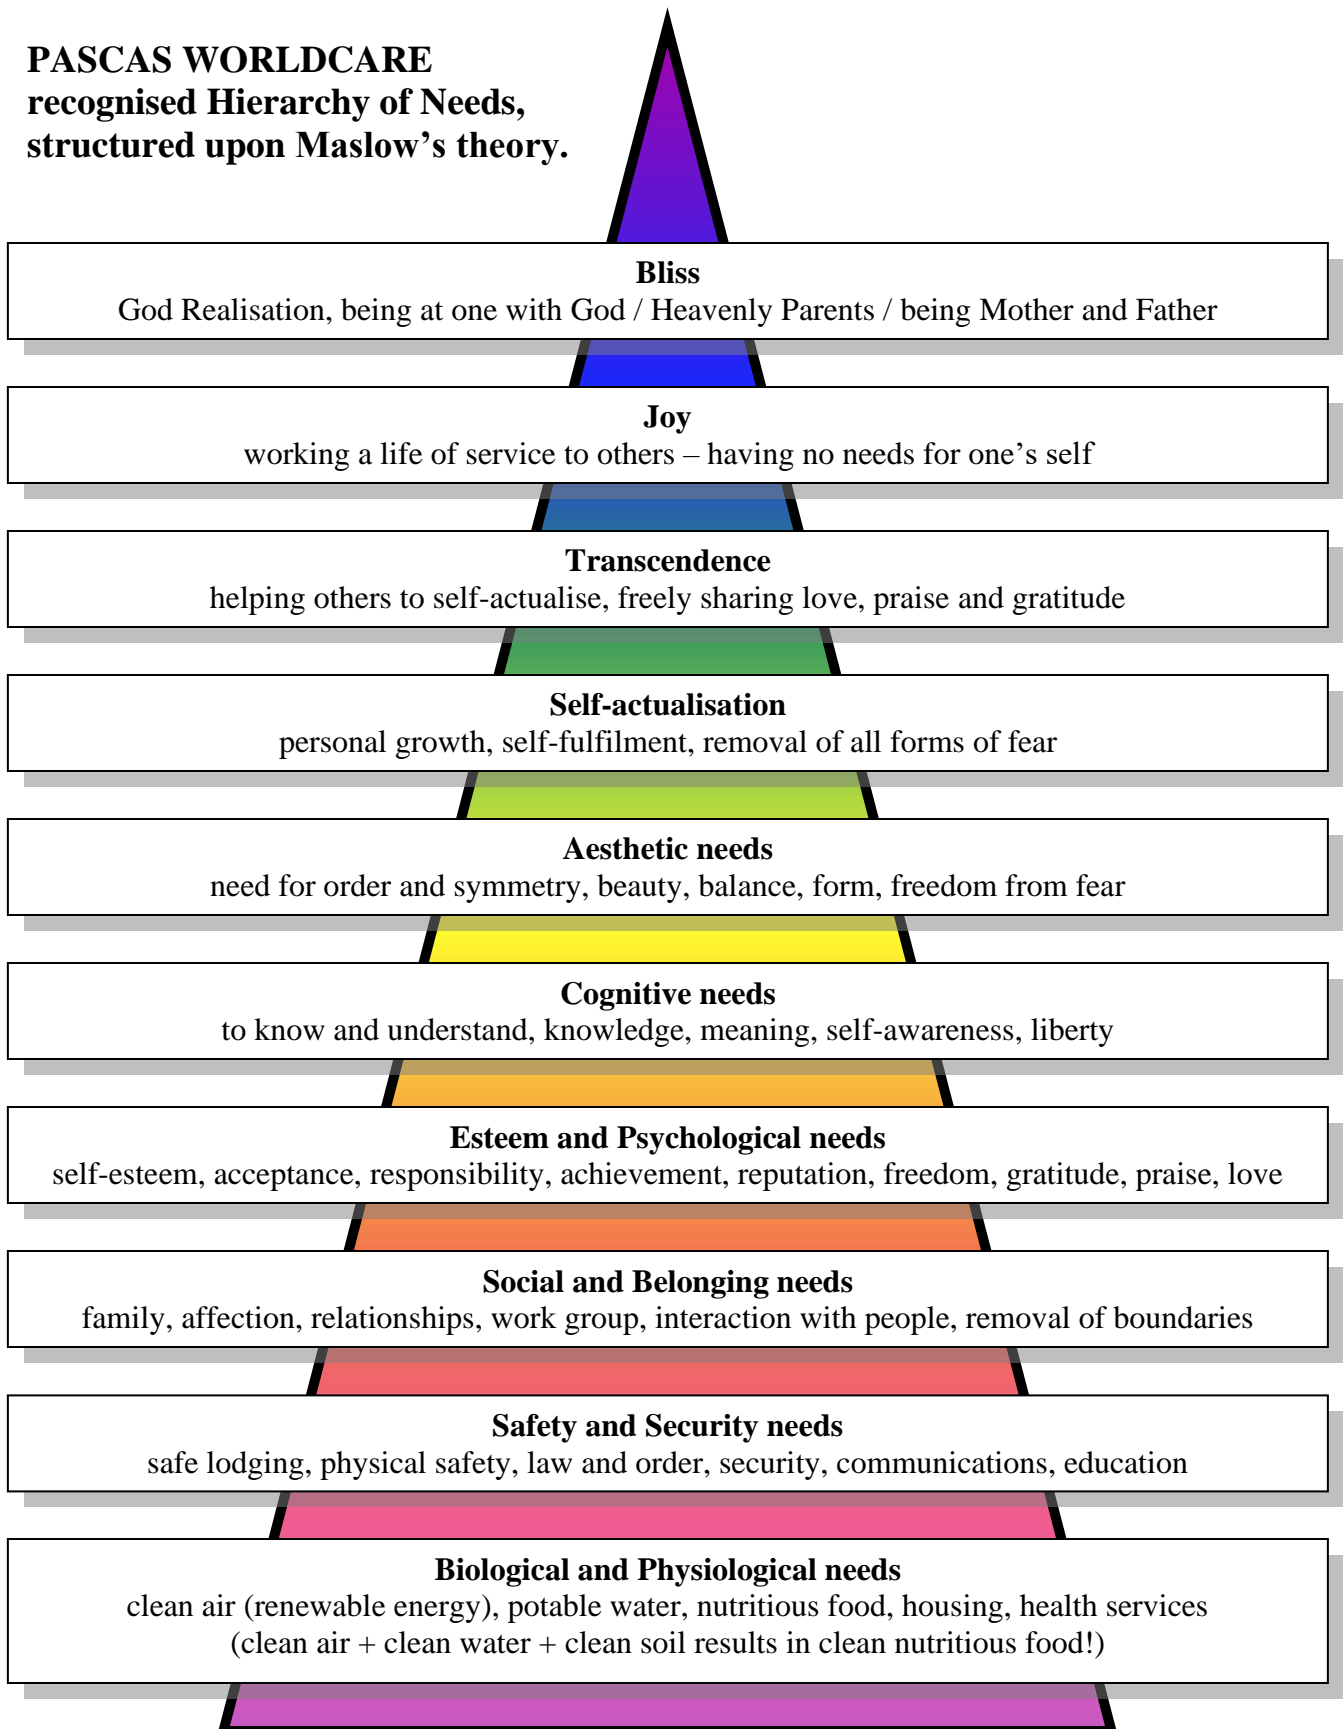 PASCAS WORLDCARE
recognised Hierarchy of Needs,
structured upon Maslow’s theory.
Bliss
God Realisation, being at one with God / Heavenly Parents / being Mother and Father
Joy
working a life of service to others – having no needs for one’s self
Transcendence
helping others to self-actualise, freely sharing love, praise and gratitude
Self-actualisation
personal growth, self-fulfilment, removal of all forms of fear
Aesthetic needs
need for order and symmetry, beauty, balance, form, freedom from fear
Cognitive needs
to know and understand, knowledge, meaning, self-awareness, liberty
Esteem and Psychological needs
self-esteem, acceptance, responsibility, achievement, reputation, freedom, gratitude, praise, love
Social and Belonging needs
family, affection, relationships, work group, interaction with people, removal of boundaries
Safety and Security needs
safe lodging, physical safety, law and order, security, communications, education
Biological and Physiological needs
clean air (renewable energy), potable water, nutritious food, housing, health services
(clean air + clean water + clean soil results in clean nutritious food!)